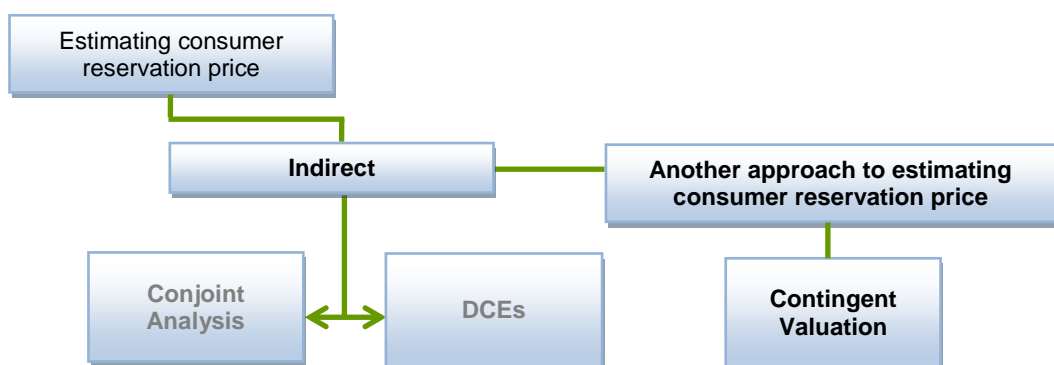 Estimating consumer
reservation price
Indirect
Another approach to estimating
consumer reservation price
Conjoint
Analysis
DCEs
Contingent
Valuation